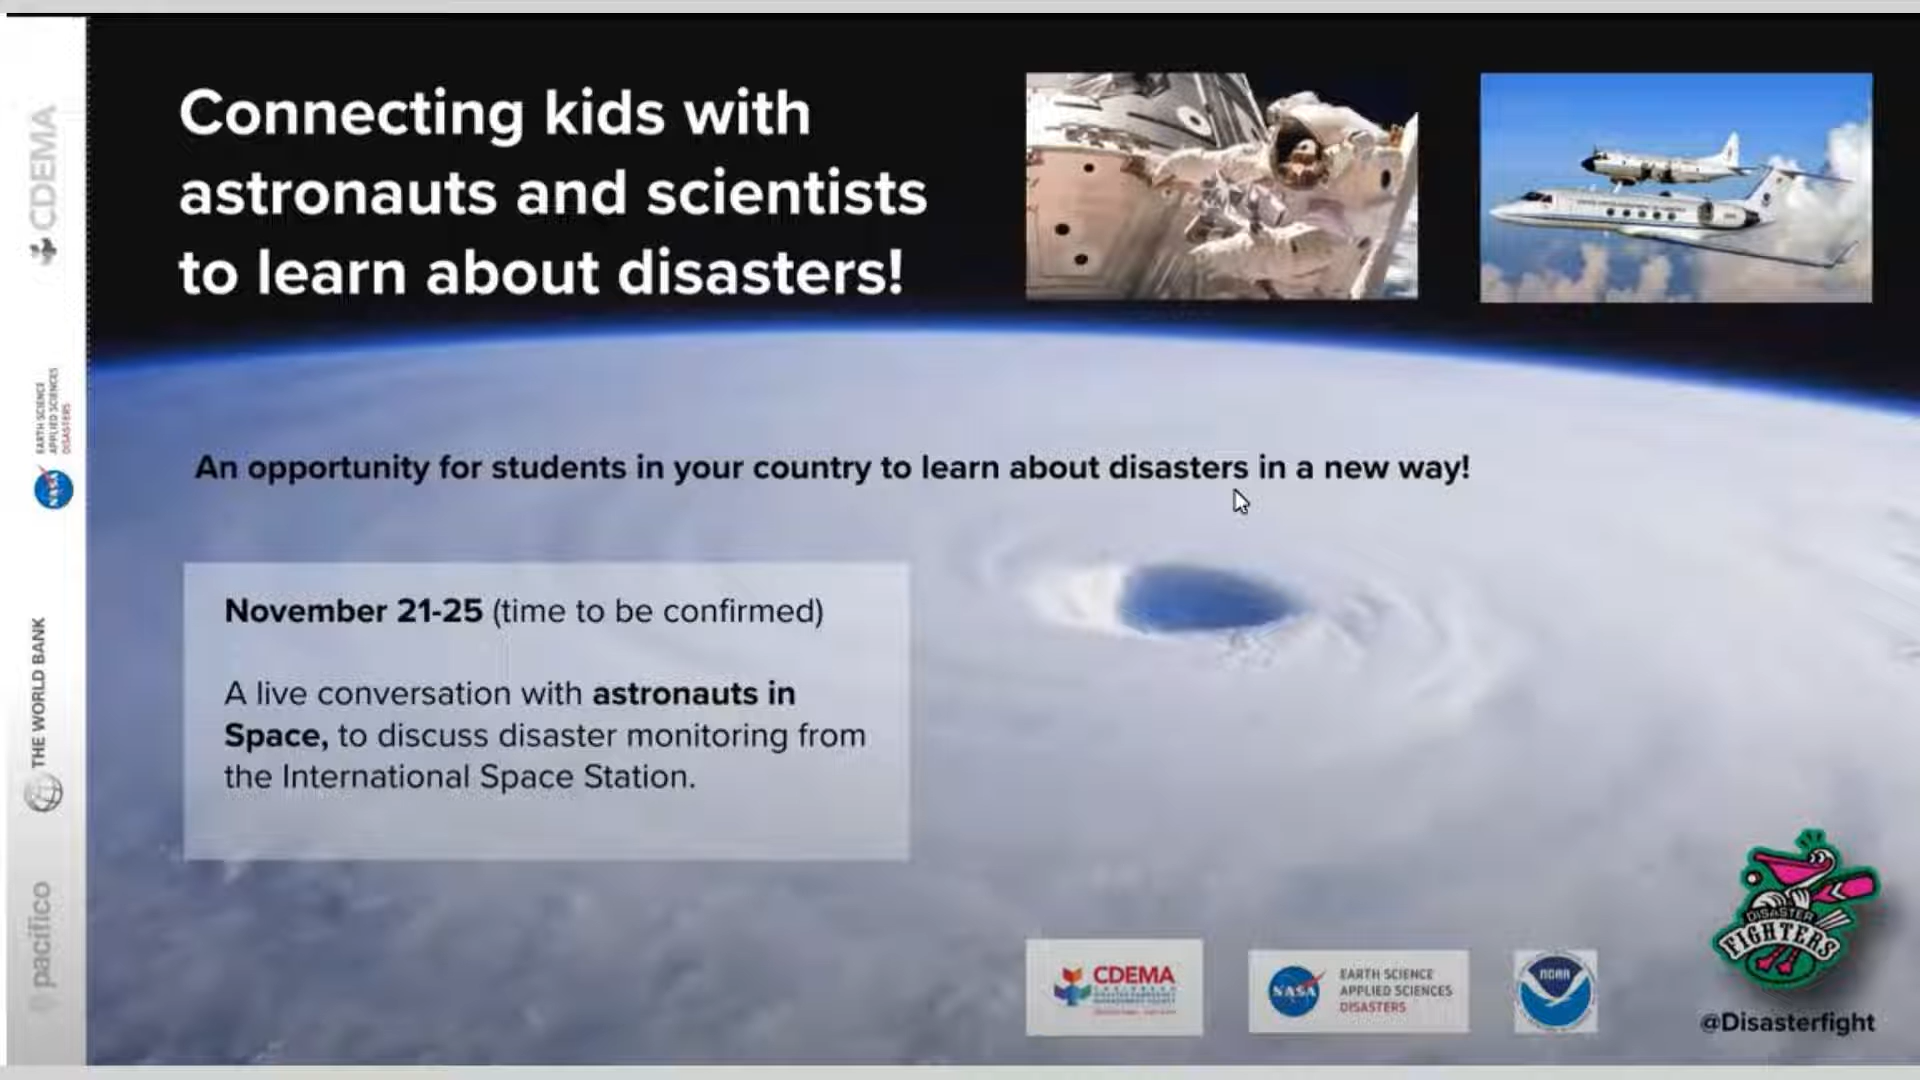 Connecting kids with
astronauts and scientists
to learn about disasters!
An opportunity for students in your country to learn about disasters in a new way!
November 21-25 (time to be confirmed)
A live conversation with astronauts in
Space, to discuss disaster monitoring from
the International Space Station.
CDEMA
EARTH SCIENCE
APPLIED SCIENCES
DISASTERS
NASA
THE WORLD BANK
pacífico
CDEMA
NASA
EARTH SCIENCE
APPLIED SCIENCES
DISASTERS
NOAA
DISASTER
FIGHTERS
@Disasterfight